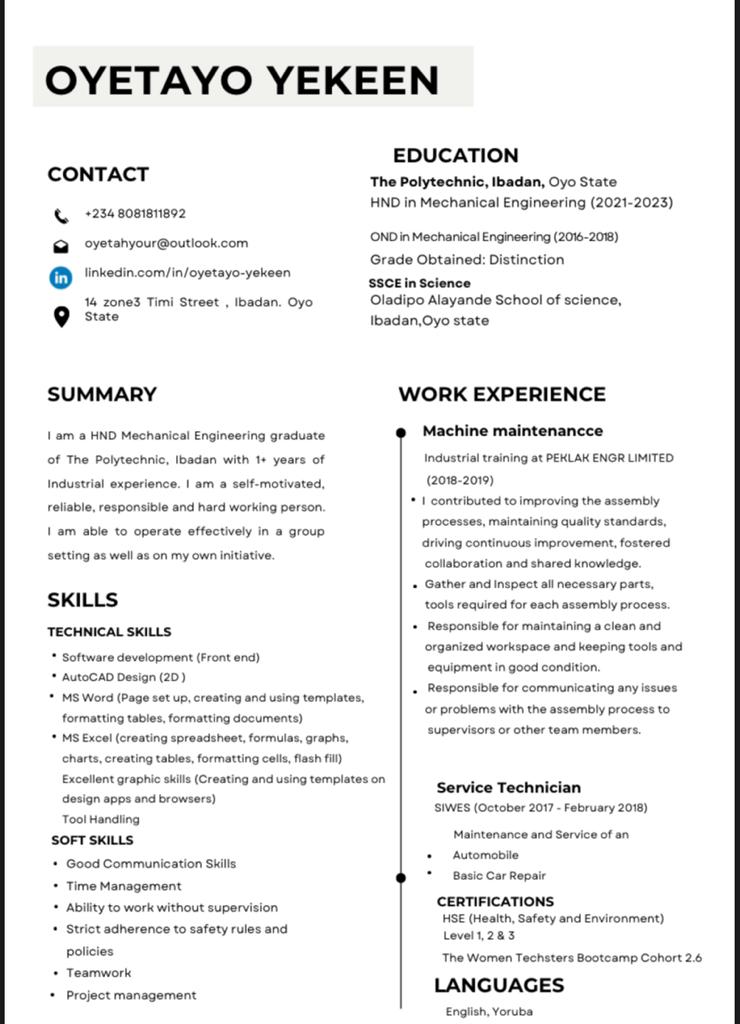 OYETAYO YEKEEN
CONTACT
+234 8081811892
oyetahyour@outlook.com
in
linkedin.com/in/oyetayo-yekeen
14 zone3 Timi Street , Ibadan. Oyo
State
EDUCATION
The Polytechnic, Ibadan, Oyo State
HND in Mechanical Engineering (2021-2023)
OND in Mechanical Engineering (2016-2018)
Grade Obtained: Distinction
SSCE in Science
Oladipo Alayande School of science,
Ibadan,Oyo state
SUMMARY
I am a HND Mechanical Engineering graduate
of The Polytechnic, Ibadan with 1+ years of
Industrial experience. I am a self-motivated,
reliable, responsible and hard working person.
I am able to operate effectively in a group
setting as well as on my own initiative.
SKILLS
TECHNICAL SKILLS
• Software development (Front end)
• AutoCAD Design (2D )
• MS Word (Page set up, creating and using templates,
formatting tables, formatting documents)
• MS Excel (creating spreadsheet, formulas, graphs,
charts, creating tables, formatting cells, flash fill)
Excellent graphic skills (Creating and using templates on
design apps and browsers)
Tool Handling
SOFT SKILLS
• Good Communication Skills
• Time Management
• Ability to work without supervision
• Strict adherence to safety rules and
policies
• Teamwork
• Project management
WORK EXPERIENCE
Machine maintenancce
Industrial training at PEKLAK ENGR LIMITED
(2018-2019)
• I contributed to improving the assembly
processes, maintaining quality standards,
driving continuous improvement, fostered
collaboration and shared knowledge.
• Gather and Inspect all necessary parts,
tools required for each assembly process.
• Responsible for maintaining a clean and
organized workspace and keeping tools and
equipment in good condition.
• Responsible for communicating any issues
or problems with the assembly process to
supervisors or other team members.
Service Technician
SIWES (October 2017 - February 2018)
Maintenance and Service of an
• Automobile
• Basic Car Repair
CERTIFICATIONS
HSE (Health, Safety and Environment)
Level 1, 2 & 3
The Women Techsters Bootcamp Cohort 2.6
LANGUAGES
English, Yoruba